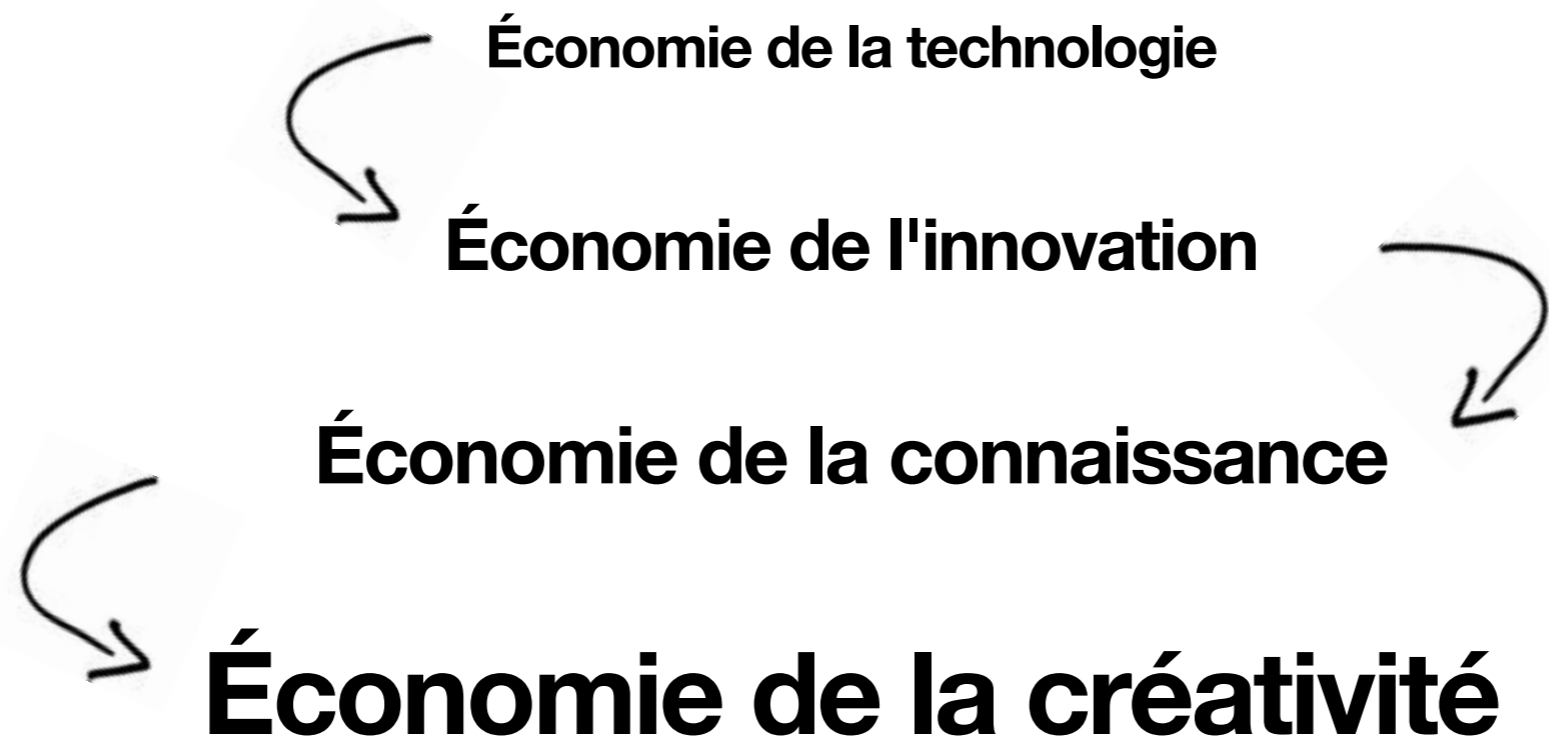 Économie de la technologie
Économie de l'innovation
Économie de la connaissance
Économie de la créativité